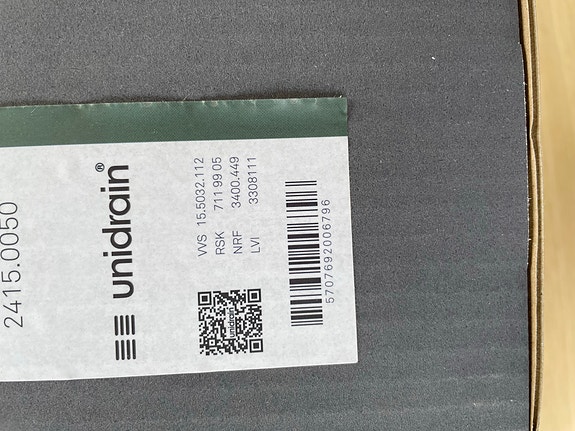 2415.0050
unidrain®
VVS 15.5032.112
RSK 711 99 05
NRF 3400.449
LVI 3308111
unidrain
5707692006796